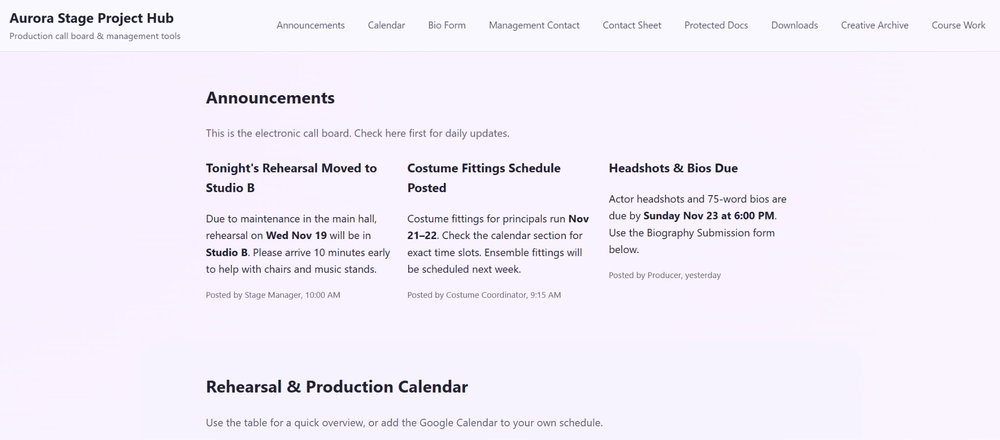 Aurora Stage Project Hub
Production call board & management tools
Announcements
Calendar
Bio Form
Management Contact
Contact Sheet
Protected Docs
Downloads
Creative Archive
Course Work
Announcements
This is the electronic call board. Check here first for daily updates.
Tonight's Rehearsal Moved to
Studio B
Due to maintenance in the main hall,
rehearsal on Wed Nov 19 will be in
Studio B. Please arrive 10 minutes early
to help with chairs and music stands.
Posted by Stage Manager, 10:00 AM
Costume Fittings Schedule
Posted
Costume fittings for principals run Nov
21–22. Check the calendar section for
exact time slots. Ensemble fittings will
be scheduled next week.
Posted by Costume Coordinator, 9:15 AM
Headshots & Bios Due
Actor headshots and 75-word bios are
due by Sunday Nov 23 at 6:00 PM.
Use the Biography Submission form
below.
Posted by Producer, yesterday
Rehearsal & Production Calendar
Use the table for a quick overview, or add the Google Calendar to your own schedule.